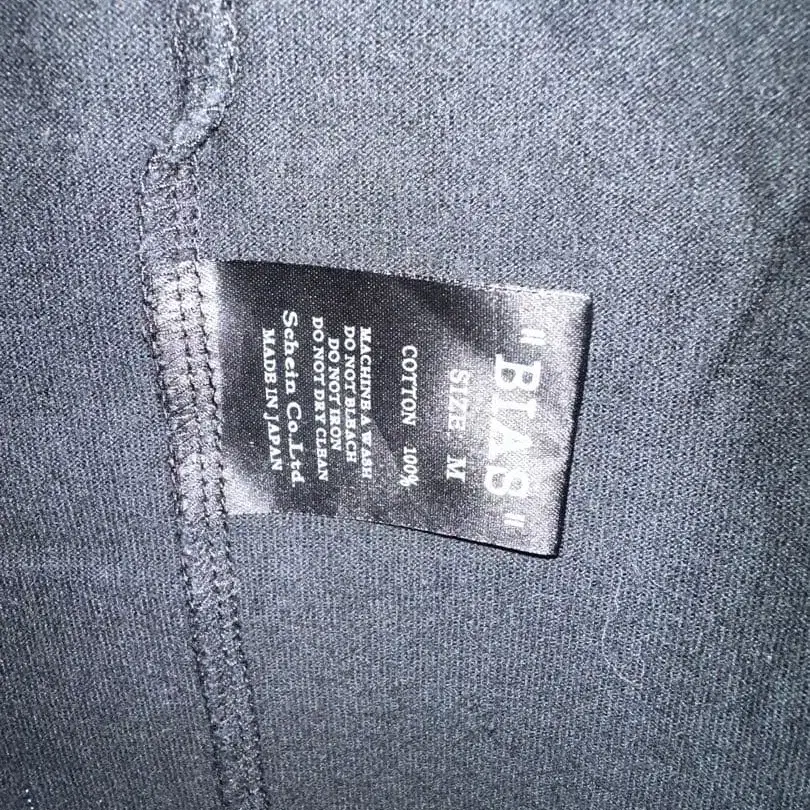 "BIAS"
SIZE M
COTTON 100%
MACHINE A WASH
DO NOT BLEACH
DO NOT IRON
DO NOT DRY CLEAN
Schein Co.Ltd
MADE IN JAPAN